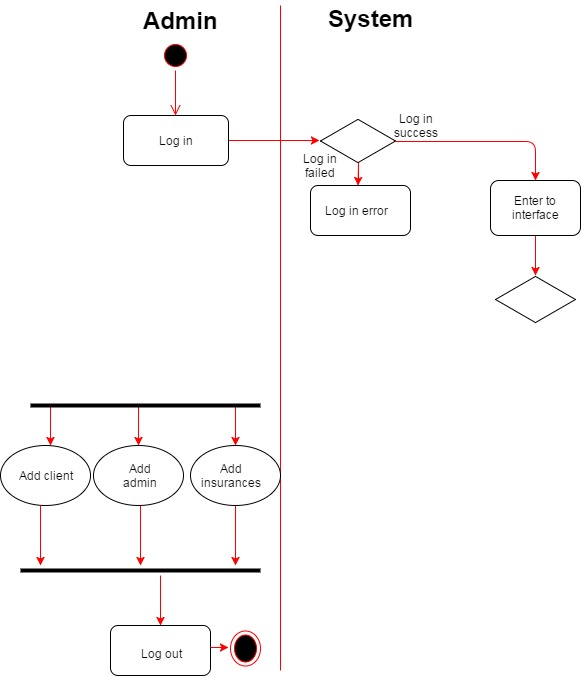 Admin
System
Log in
Log in
success
Log in
failed
Log in error
Enter to
interface
Add client
Add
admin
Add
insurances
Log out